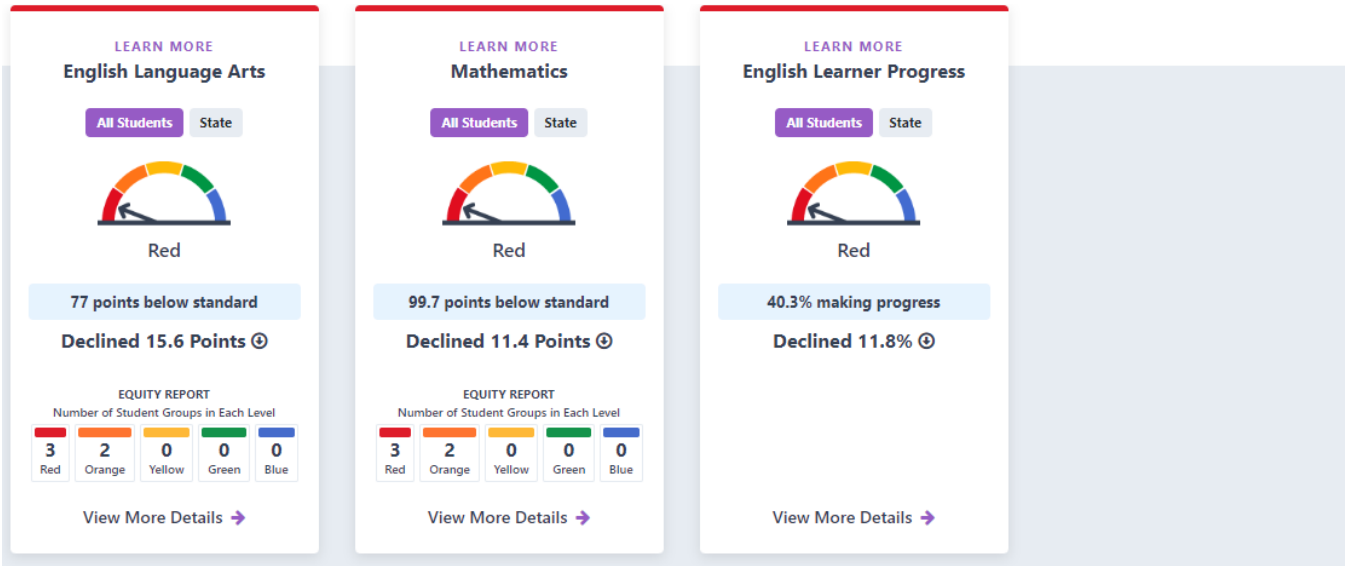 LEARN MORE
English Language Arts
All Students State
Red
77 points below standard
Declined 15.6 Points
EQUITY REPORT
Number of Student Groups in Each Level
3 2 0 0 0
Red Orange Yellow Green Blue
View More Details
LEARN MORE
Mathematics
All Students State
Red
99.7 points below standard
Declined 11.4 Points
EQUITY REPORT
Number of Student Groups in Each Level
3 2 0 0 0
Red Orange Yellow Green Blue
View More Details
LEARN MORE
English Learner Progress
All Students State
Red
40.3% making progress
Declined 11.8%
View More Details